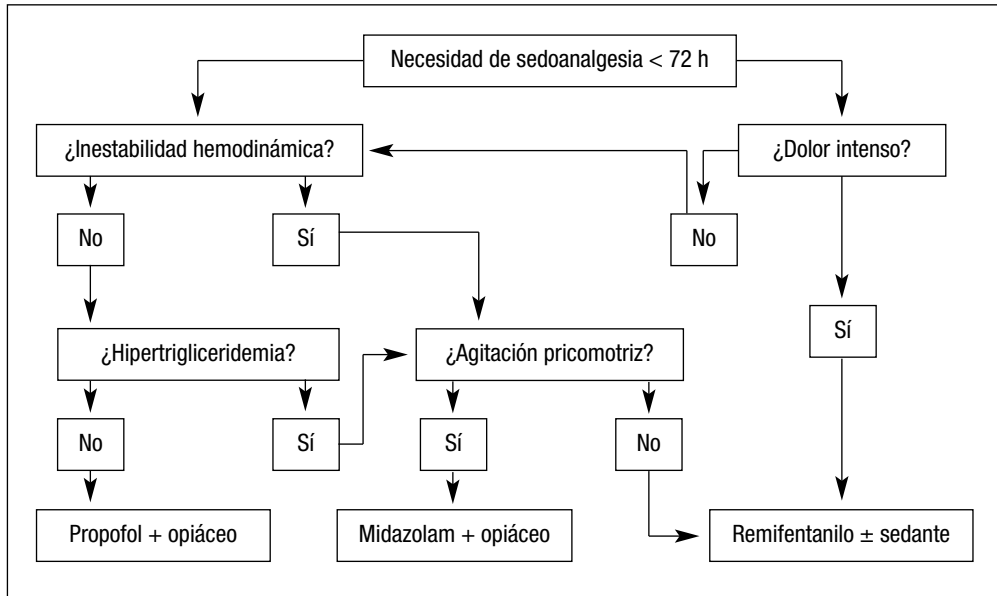 Necesidad de sedoanalgesia < 72 h
¿Inestabilidad hemodinámica?
¿Dolor intenso?
No
Sí
No
Sí
¿Hipertrigliceridemia?
¿Agitación pricomotriz?
No
Sí
Sí
No
Propofol + opiáceo
Midazolam + opiáceo
Remifentanilo ± sedante